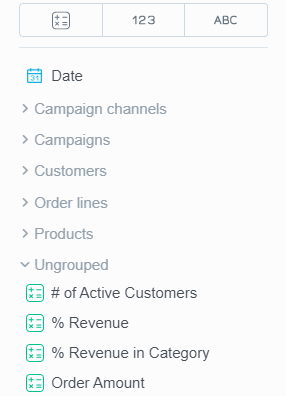 123
ABC
31
Date
Campaign channels
Campaigns
Customers
Order lines
Products
Ungrouped
# of Active Customers
% Revenue
% Revenue in Category
Order Amount